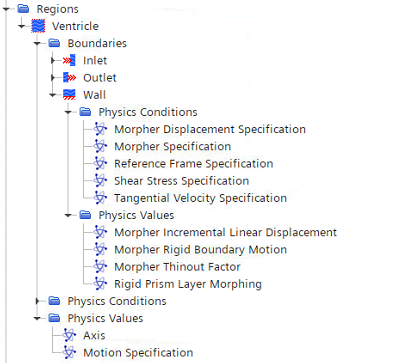 Regions
Ventricle
Boundaries
Inlet
Outlet
Wall
Physics Conditions
Morpher Displacement Specification
Morpher Specification
Reference Frame Specification
Shear Stress Specification
Tangential Velocity Specification
Physics Values
Morpher Incremental Linear Displacement
Morpher Rigid Boundary Motion
Morpher Thinout Factor
Rigid Prism Layer Morphing
Physics Conditions
Physics Values
Axis
Motion Specification